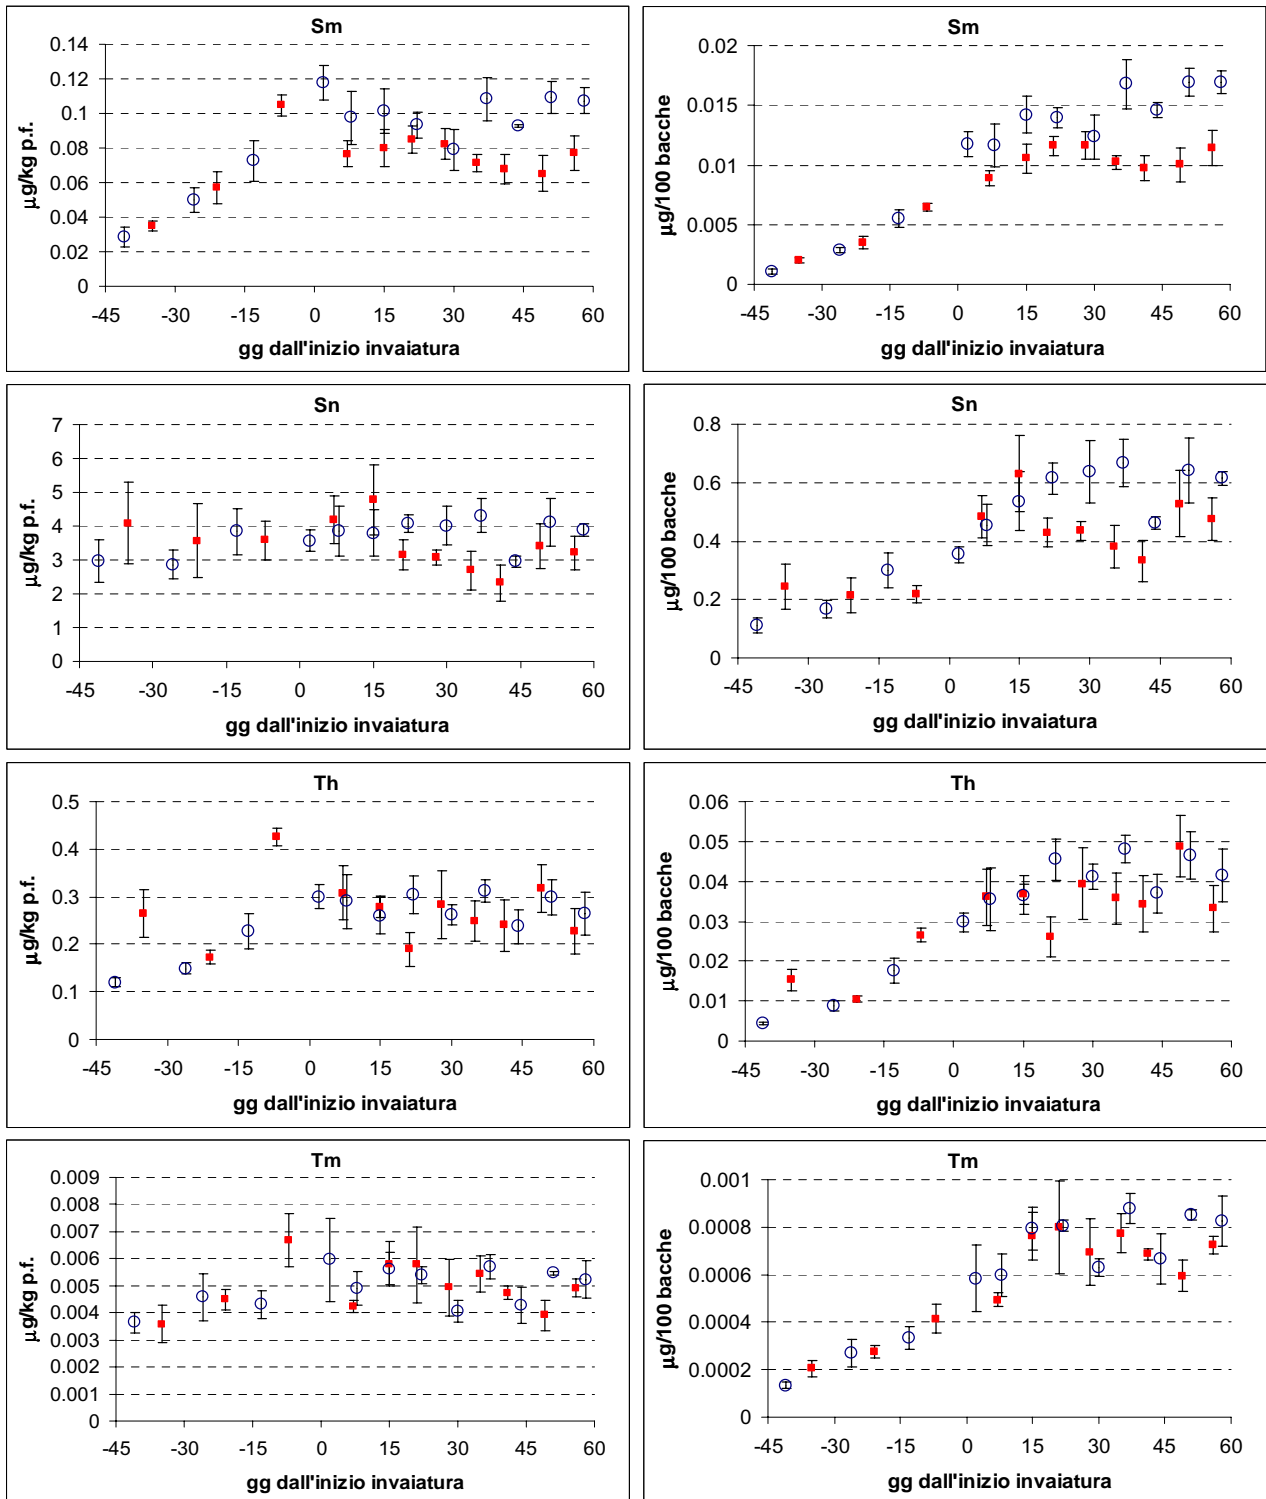 Sm
0.14
0.12
0.1
0.08
0.06
0.04
0.02
0
µg/kg p.f.
-45 -30 -15 0 15 30 45 60
gg dall'inizio invaiatura
Sm
0.02
0.015
0.01
0.005
0
µg/100 bacche
-45 -30 -15 0 15 30 45 60
gg dall'inizio invaiatura
Sn
7
6
5
4
3
2
1
0
µg/kg p.f.
-45 -30 -15 0 15 30 45 60
gg dall'inizio invaiatura
Sn
0.8
0.6
0.4
0.2
0
µg/100 bacche
-45 -30 -15 0 15 30 45 60
gg dall'inizio invaiatura
Th
0.5
0.4
0.3
0.2
0.1
0
µg/kg p.f.
-45 -30 -15 0 15 30 45 60
gg dall'inizio invaiatura
Th
0.06
0.05
0.04
0.03
0.02
0.01
0
µg/100 bacche
-45 -30 -15 0 15 30 45 60
gg dall'inizio invaiatura
Tm
0.009
0.008
0.007
0.006
0.005
0.004
0.003
0.002
0.001
0
µg/kg p.f.
-45 -30 -15 0 15 30 45 60
gg dall'inizio invaiatura
Tm
0.001
0.0008
0.0006
0.0004
0.0002
0
µg/100 bacche
-45 -30 -15 0 15 30 45 60
gg dall'inizio invaiatura